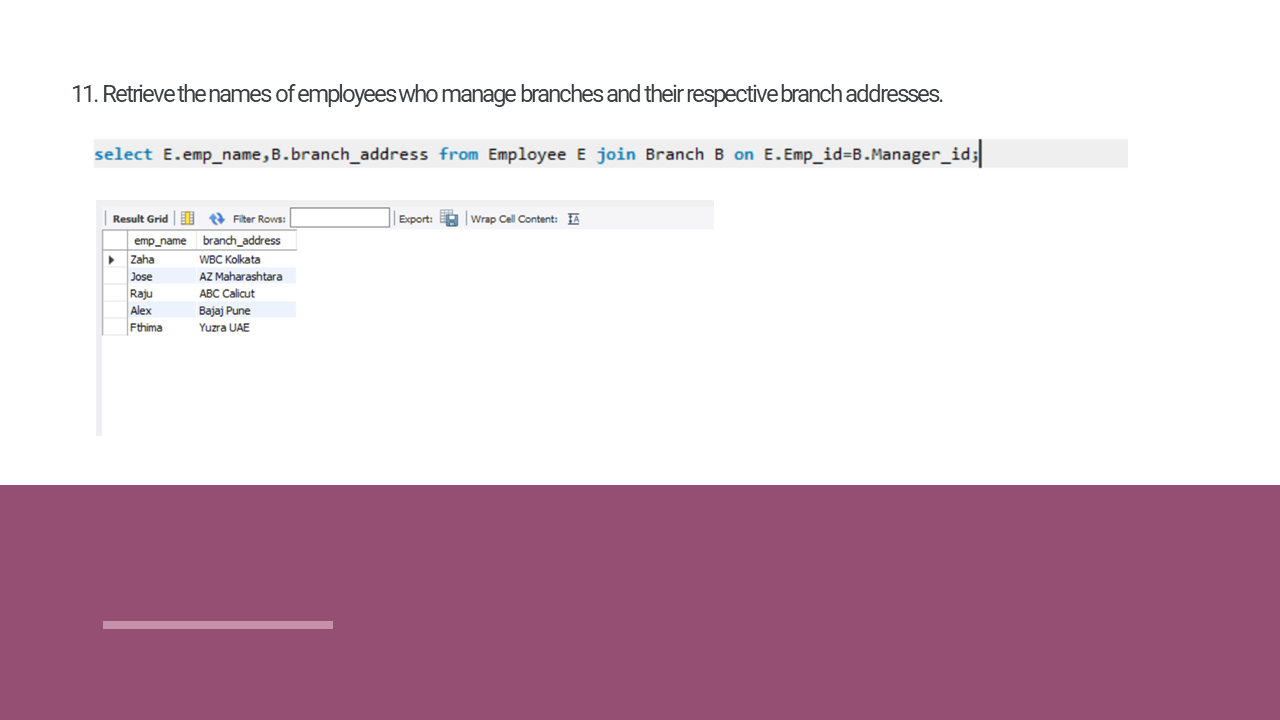 11. Retrieve the names of employees who manage branches and their respective branch addresses.
select E.emp_name,B.branch_address from Employee E join Branch B on E.Emp_id=B.Manager_id;
Result Grid Filter Rows: Export: Wrap Cell Content: IA
emp_name branch_address
Zaha WBC Kolkata
Jose AZ Maharashtara
Raju ABC Calicut
Alex Bajaj Pune
Fthima Yuzra UAE